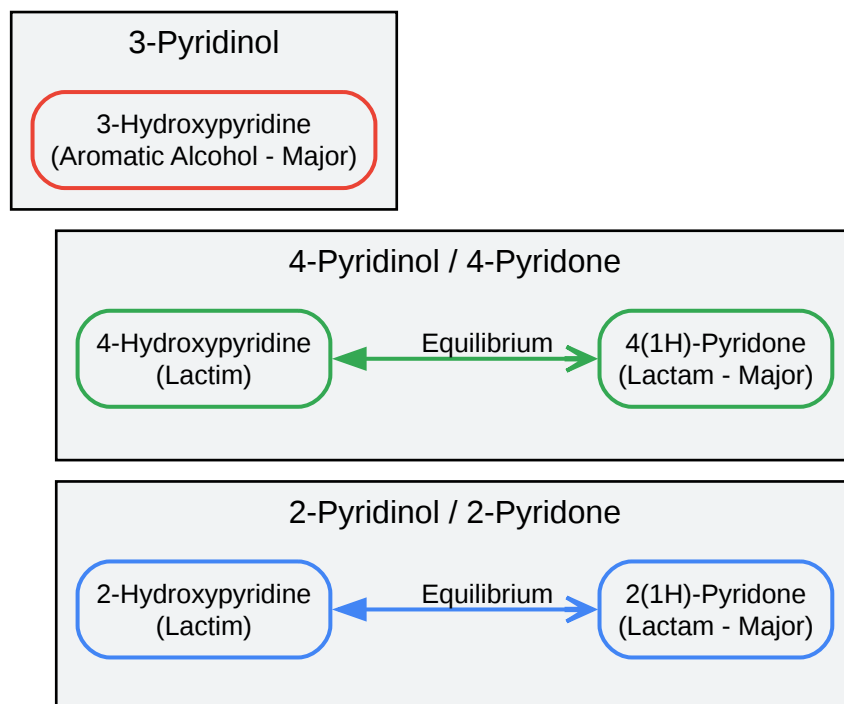 3-Pyridinol
3-Hydroxypyridine
(Aromatic Alcohol - Major)
4-Pyridinol / 4-Pyridone
4-Hydroxypyridine
(Lactim)
Equilibrium
4(1H)-Pyridone
(Lactam - Major)
2-Pyridinol / 2-Pyridone
2-Hydroxypyridine
(Lactim)
Equilibrium
2(1H)-Pyridone
(Lactam - Major)